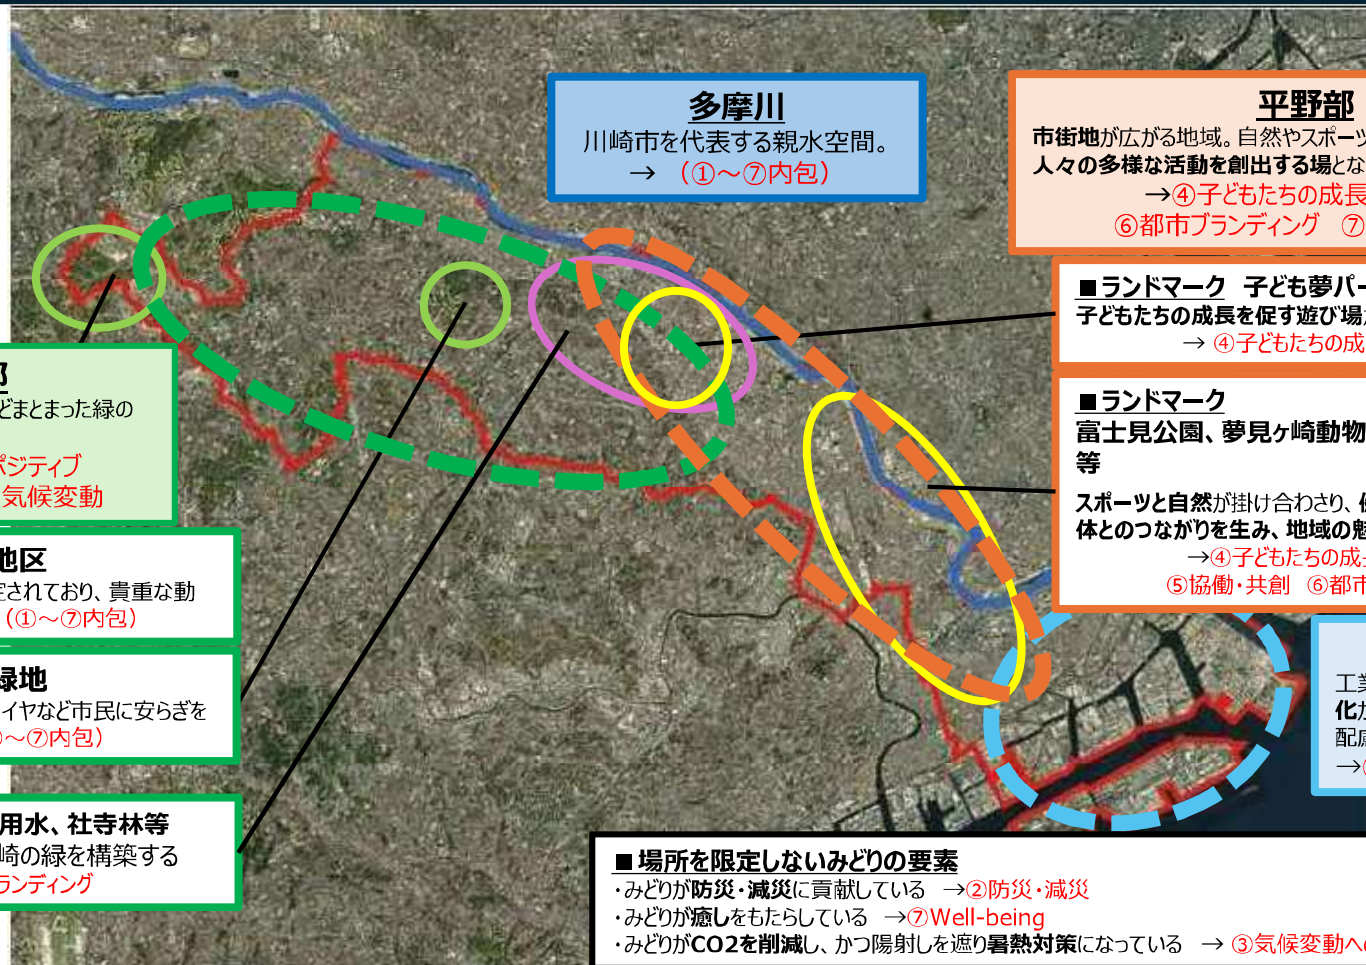 多摩川
川崎市を代表する親水空間。
→ （①～⑦内包）
平野部
市街地が広がる地域。自然やスポーツ
人々の多様な活動を創出する場とな
→④子どもたちの成長
⑥都市ブランディング ⑦
■ランドマーク 子ども夢パー
子どもたちの成長を促す遊び場
→ ④子どもたちの成
■ランドマーク
富士見公園、夢見ヶ崎動物
等
スポーツと自然が掛け合わさり、
体とのつながりを生み、地域の魅
→④子どもたちの成長
⑤協働・共創 ⑥都市
部
どまとまった緑の
ポジティブ
気候変動
地区
定されており、貴重な動
（①～⑦内包）
緑地
イヤなど市民に安らぎを
～⑦内包）
用水、社寺林等
崎の緑を構築する
ランディング
工業
化が
配慮
→
■場所を限定しないみどりの要素
・みどりが防災・減災に貢献している →②防災・減災
・みどりが癒しをもたらしている →⑦Well-being
・みどりがCO2を削減し、かつ陽射しを遮り暑熱対策になっている → ③気候変動への